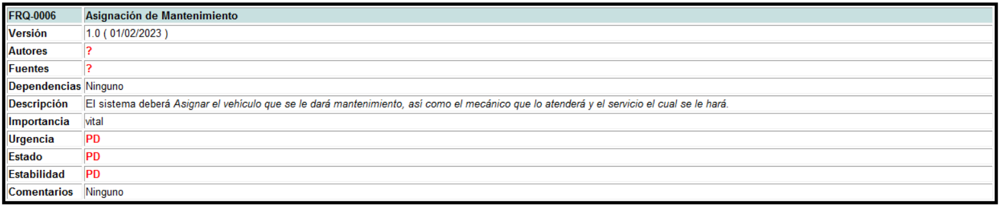 FRQ-0006 Asignación de Mantenimiento
Versión 1.0 ( 01/02/2023 )
Autores ?
Fuentes ?
Dependencias Ninguno
Descripción El sistema deberá Asignar el vehículo que se le dará mantenimiento, así como el mecánico que lo atenderá y el servicio el cual se le hará.
Importancia vital
Urgencia PD
Estado PD
Estabilidad PD
Comentarios Ninguno